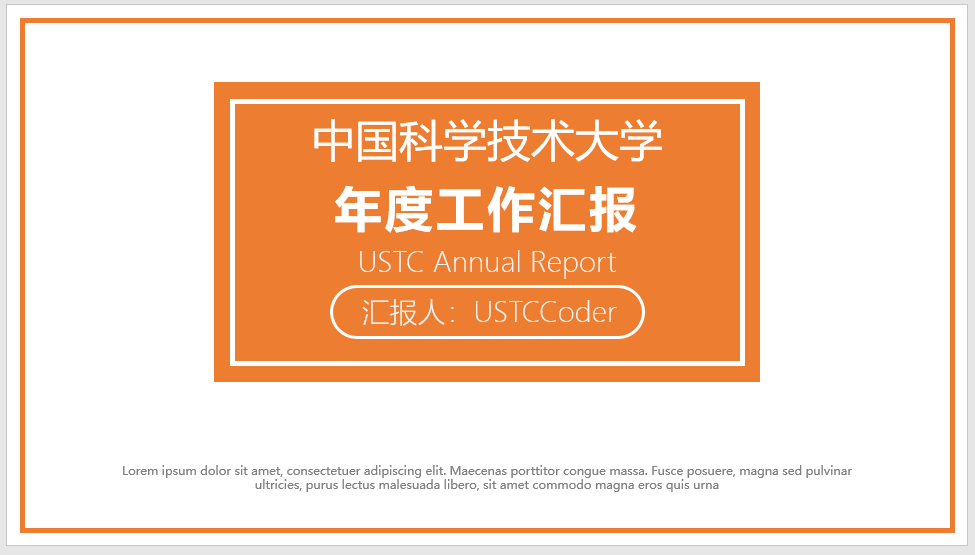 中国科学技术大学
年度工作汇报
USTC Annual Report
汇报人：USTCCoder
Lorem ipsum dolor sit amet, consectetuer adipiscing elit. Maecenas porttitor congue massa. Fusce posuere, magna sed pulvinar
ultricies, purus lectus malesuada libero, sit amet commodo magna eros quis urna